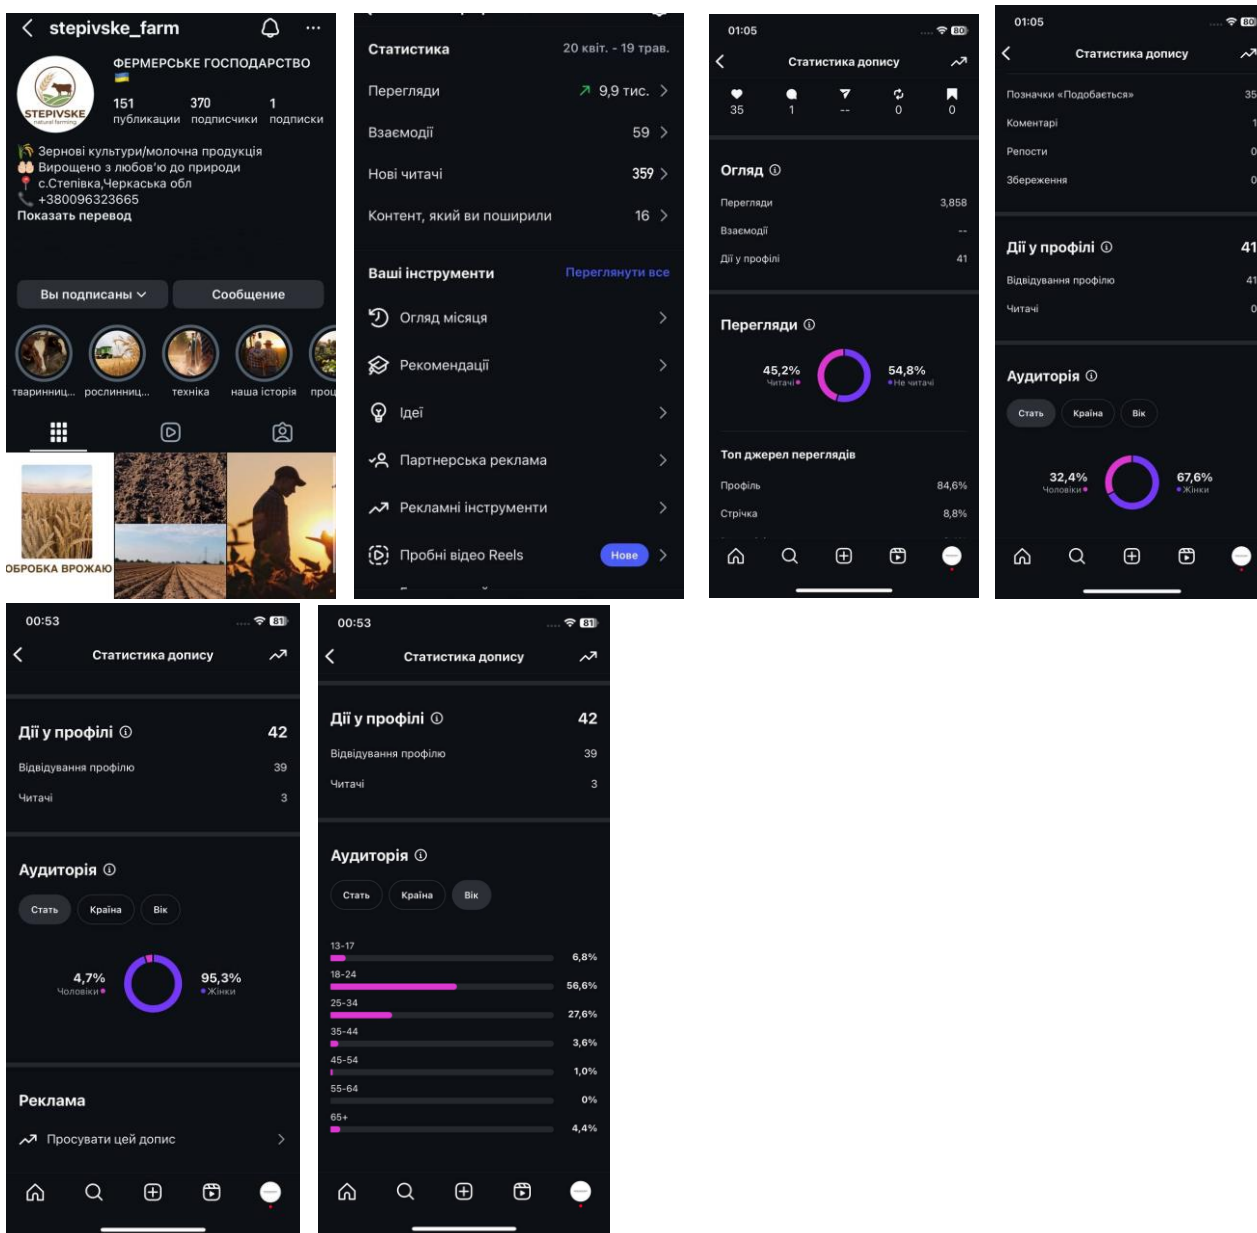 stepivske_farm
STEPIVSKE
natural farming
ФЕРМЕРСЬКЕ ГОСПОДАРСТВО
151 370 1
публикации подписчики подписки
Зернові культури/молочна продукція
Вирощено з любов'ю до природи
с.Степівка,Черкаська обл
+380096323665
Показать перевод
Вы подписаны
Сообщение
тваринниц... рослинниц... техніка наша історія проц
ОБРОБКА ВРОЖАЮ
Статистика 20 квіт. - 19 трав.
Перегляди 9,9 тис.
Взаємодії 59
Нові читачі 359
Контент, який ви поширили 16
Ваші інструменти Переглянути все
Огляд місяця
Рекомендації
Ідеї
Партнерська реклама
Рекламні інструменти
Пробні відео Reels Нове
01:05 80
Статистика допису
35 1 -- 0 0
Огляд
Перегляди 3,858
Взаємодії --
Дії у профілі 41
Перегляди
45,2% 54,8%
Читачі Не читачі
Топ джерел переглядів
Профіль 84,6%
Стрічка 8,8%
01:05 80
Статистика допису
Позначки «Подобається» 35
Коментарі 1
Репости 0
Збереження 0
Дії у профілі 41
Відвідування профілю 41
Читачі 0
Аудиторія
Стать Країна Вік
32,4% 67,6%
Чоловіки Жінки
00:53 81
Статистика допису
Дії у профілі 42
Відвідування профілю 39
Читачі 3
Аудиторія
Стать Країна Вік
4,7% 95,3%
Чоловіки Жінки
Реклама
Просувати цей допис
00:53 81
Статистика допису
Дії у профілі 42
Відвідування профілю 39
Читачі 3
Аудиторія
Стать Країна Вік
13-17
6,8%
18-24
56,6%
25-34
27,6%
35-44
3,6%
45-54
1,0%
55-64
0%
65+
4,4%